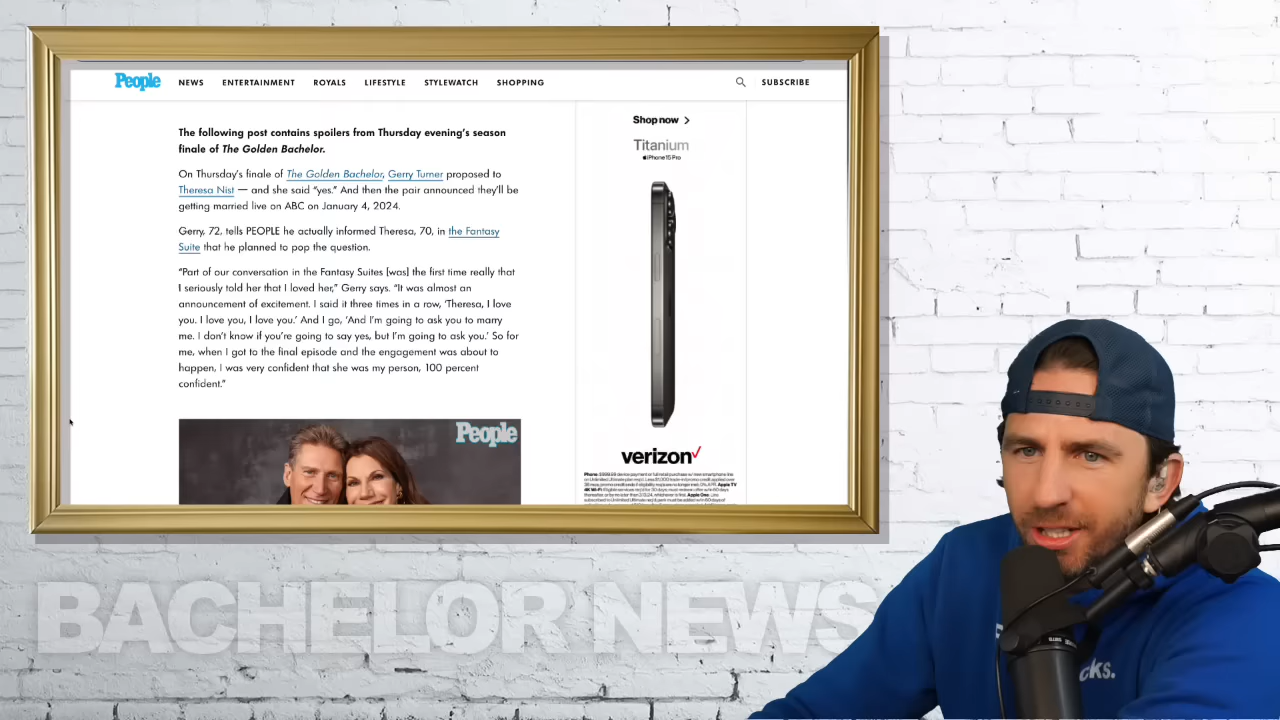 People NEWS ENTERTAINMENT ROYALS LIFESTYLE STYLEWATCH SHOPPING SUBSCRIBE
The following post contains spoilers from Thursday evening's season
finale of The Golden Bachelor.
On Thursday's finale of The Golden Bachelor, Gerry Turner proposed to
Theresa Nist — and she said "yes." And then the pair announced they'll be
getting married live on ABC on January 4, 2024.
Gerry, 72, tells PEOPLE he actually informed Theresa, 70, in the Fantasy
Suite that he planned to pop the question.
"Part of our conversation in the Fantasy Suites [was] the first time really that
I seriously told her that I loved her," Gerry says. "It was almost an
announcement of excitement. I said it three times in a row, 'Theresa, I love
you. I love you, I love you.' And I go, 'And I'm going to ask you to marry
me. I don't know if you're going to say yes, but I'm going to ask you.' So for
me, when I got to the final episode and the engagement was about to
happen, I was very confident that she was my person, 100 percent
confident."
People
Shop now
Titanium
iPhone 15 Pro
verizon
BACHELOR NEWS
cks.